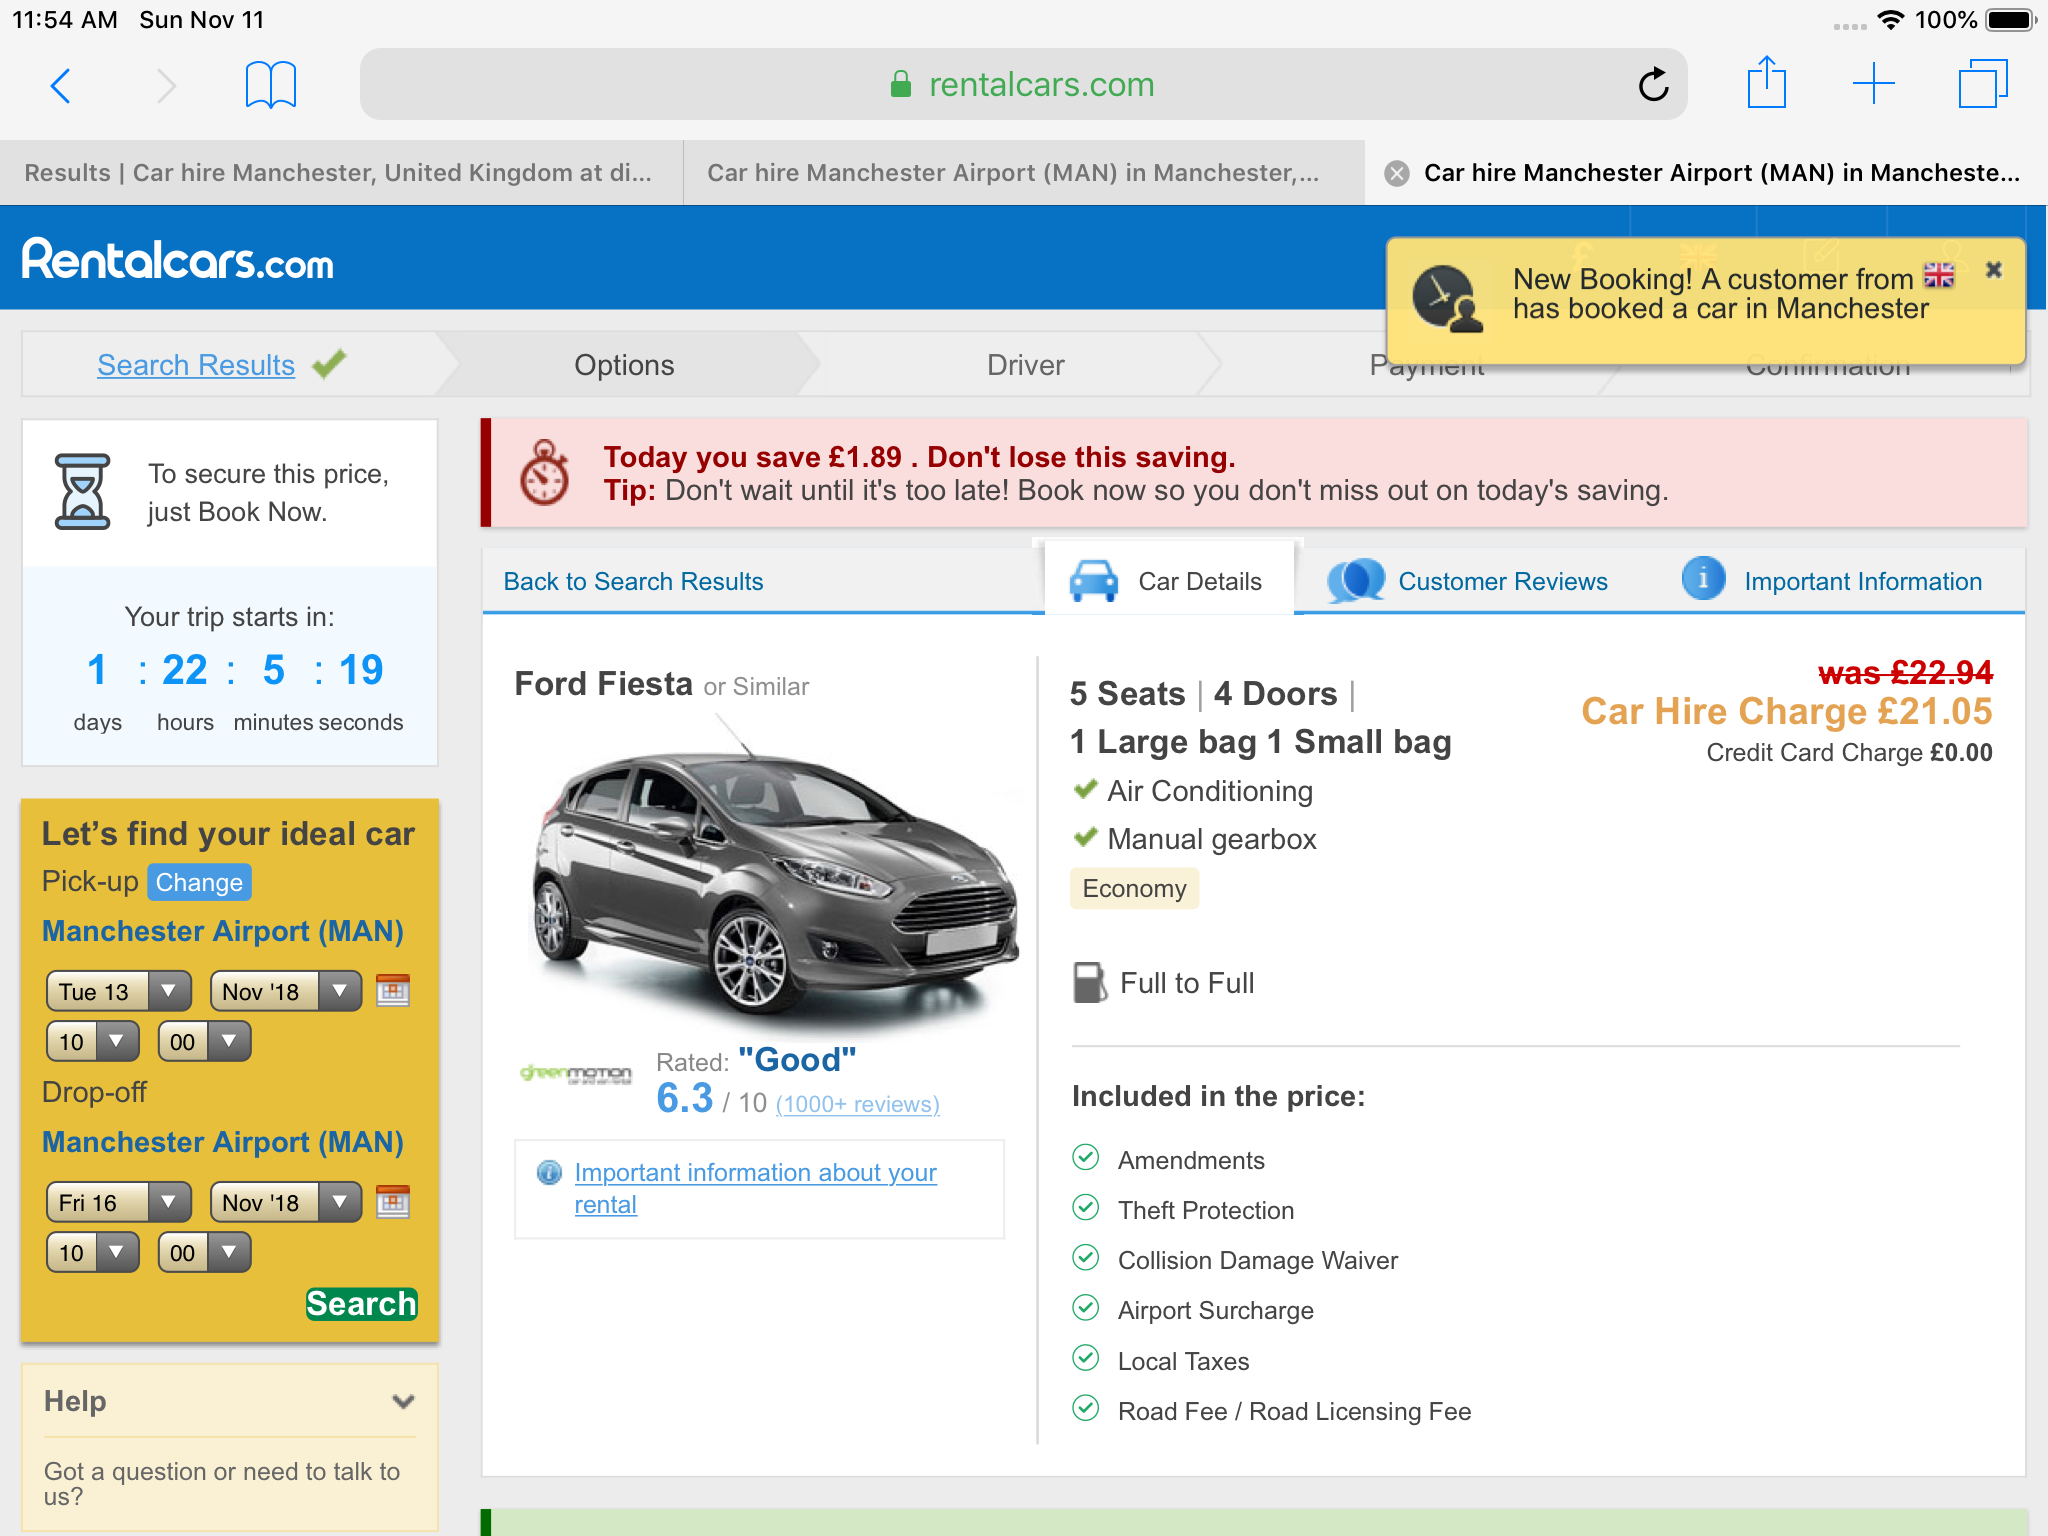 11:54 AM Sun Nov 11
100%
rentalcars.com
Results | Car hire Manchester, United Kingdom at di...
Car hire Manchester Airport (MAN) in Manchester,...
Car hire Manchester Airport (MAN) in Mancheste...
Rentalcars.com
New Booking! A customer from
has booked a car in Manchester
Search Results
Options
Driver
Payment
Confirmation
To secure this price,
just Book Now.
Your trip starts in:
1 : 22 : 5 : 19
days hours minutes seconds
Let’s find your ideal car
Pick-up Change
Manchester Airport (MAN)
Tue 13 Nov '18
10 00
Drop-off
Manchester Airport (MAN)
Fri 16 Nov '18
10 00
Search
Help
Got a question or need to talk to
us?
Today you save £1.89 . Don't lose this saving.
Tip: Don't wait until it's too late! Book now so you don't miss out on today's saving.
Back to Search Results
Car Details
Customer Reviews
Important Information
Ford Fiesta or Similar
greenmotion
Rated: "Good"
6.3 / 10 (1000+ reviews)
Important information about your
rental
5 Seats | 4 Doors |
1 Large bag 1 Small bag
Air Conditioning
Manual gearbox
Economy
Full to Full
was £22.94
Car Hire Charge £21.05
Credit Card Charge £0.00
Included in the price:
Amendments
Theft Protection
Collision Damage Waiver
Airport Surcharge
Local Taxes
Road Fee / Road Licensing Fee